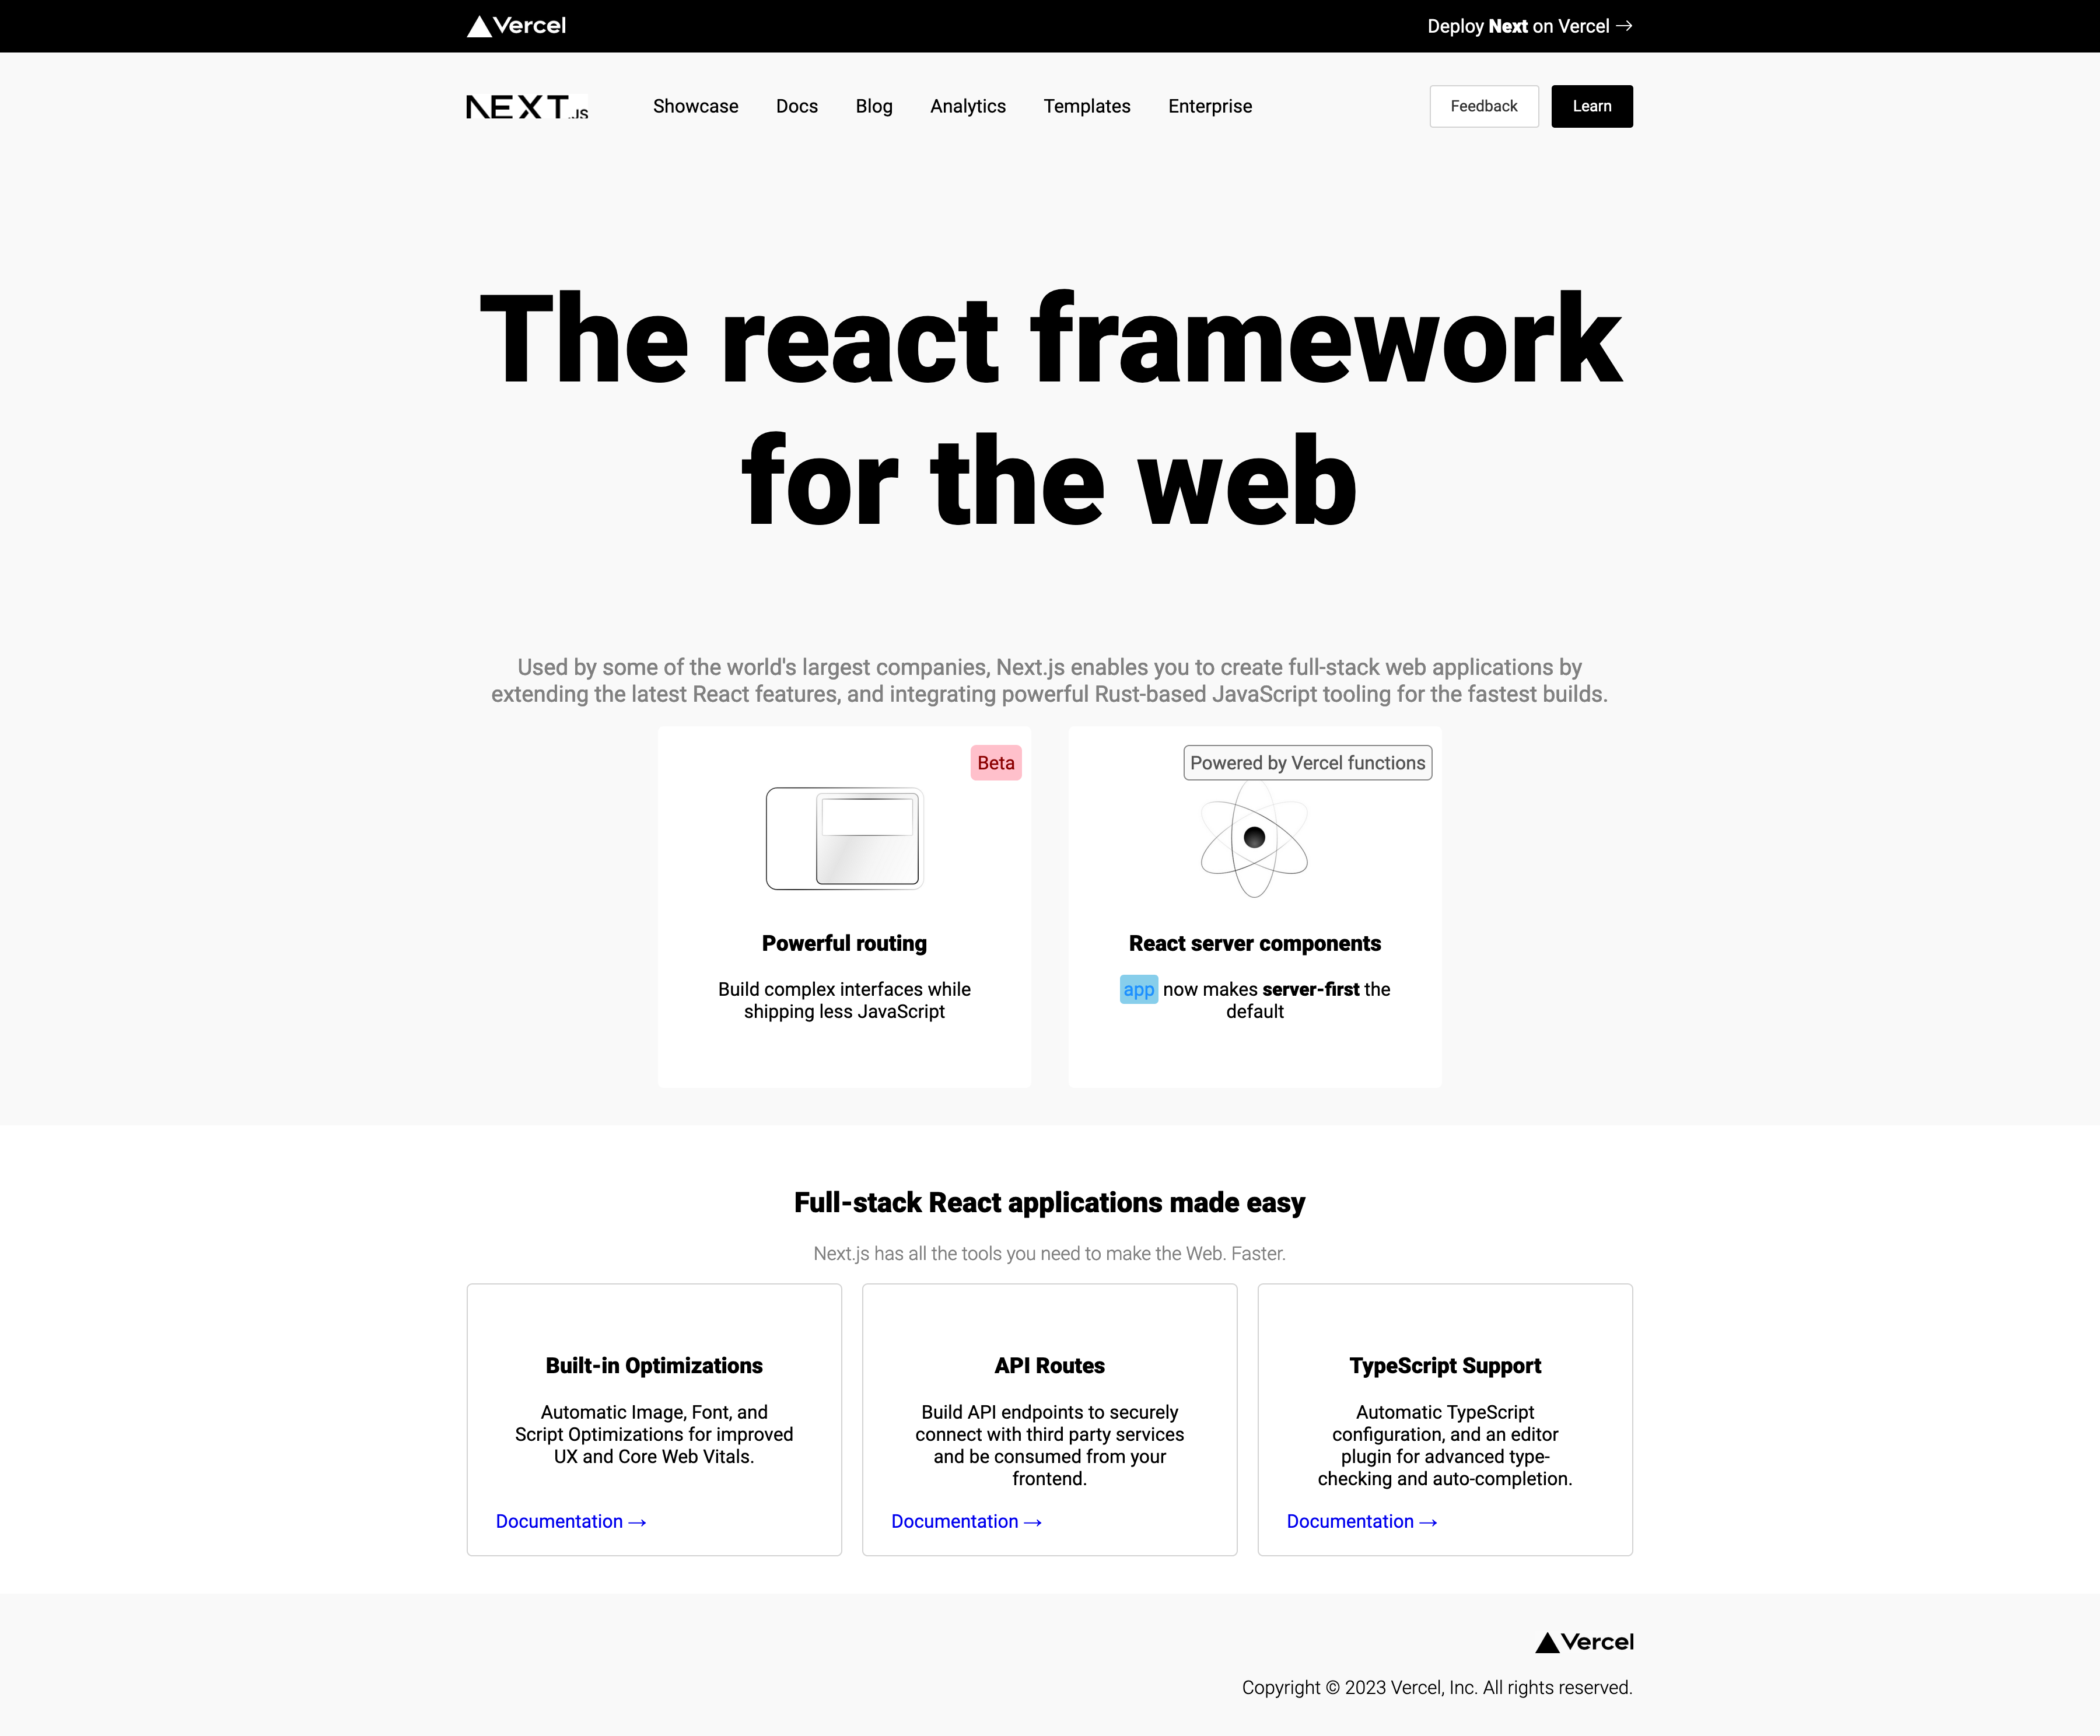 Vercel
Deploy Next on Vercel →
NEXT.JS
Showcase
Docs
Blog
Analytics
Templates
Enterprise
Feedback
Learn
The react framework
for the web
Used by some of the world's largest companies, Next.js enables you to create full-stack web applications by
extending the latest React features, and integrating powerful Rust-based JavaScript tooling for the fastest builds.
Beta
Powerful routing
Build complex interfaces while
shipping less JavaScript
Powered by Vercel functions
React server components
app now makes server-first the
default
Full-stack React applications made easy
Next.js has all the tools you need to make the Web. Faster.
Built-in Optimizations
Automatic Image, Font, and
Script Optimizations for improved
UX and Core Web Vitals.
Documentation →
API Routes
Build API endpoints to securely
connect with third party services
and be consumed from your
frontend.
Documentation →
TypeScript Support
Automatic TypeScript
configuration, and an editor
plugin for advanced type-
checking and auto-completion.
Documentation →
Vercel
Copyright © 2023 Vercel, Inc. All rights reserved.